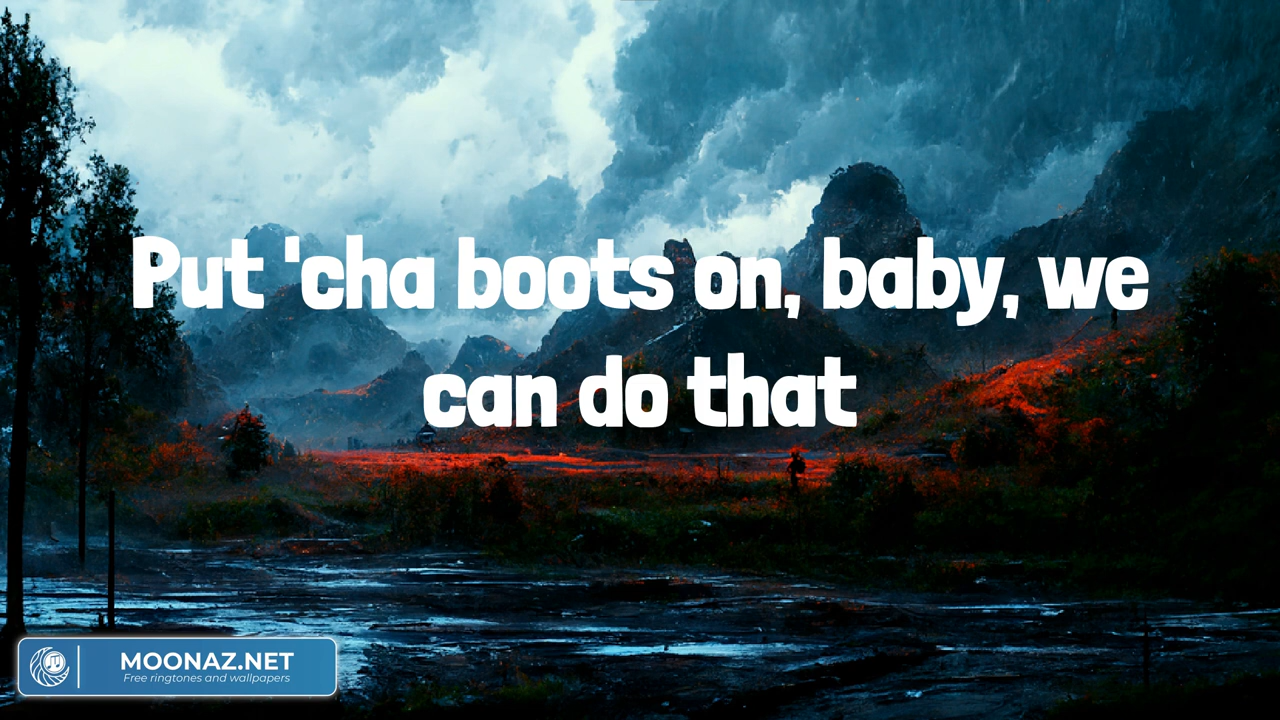 Put 'cha boots on, baby, we
can do that
MOONAZ.NET
Free ringtones and wallpapers